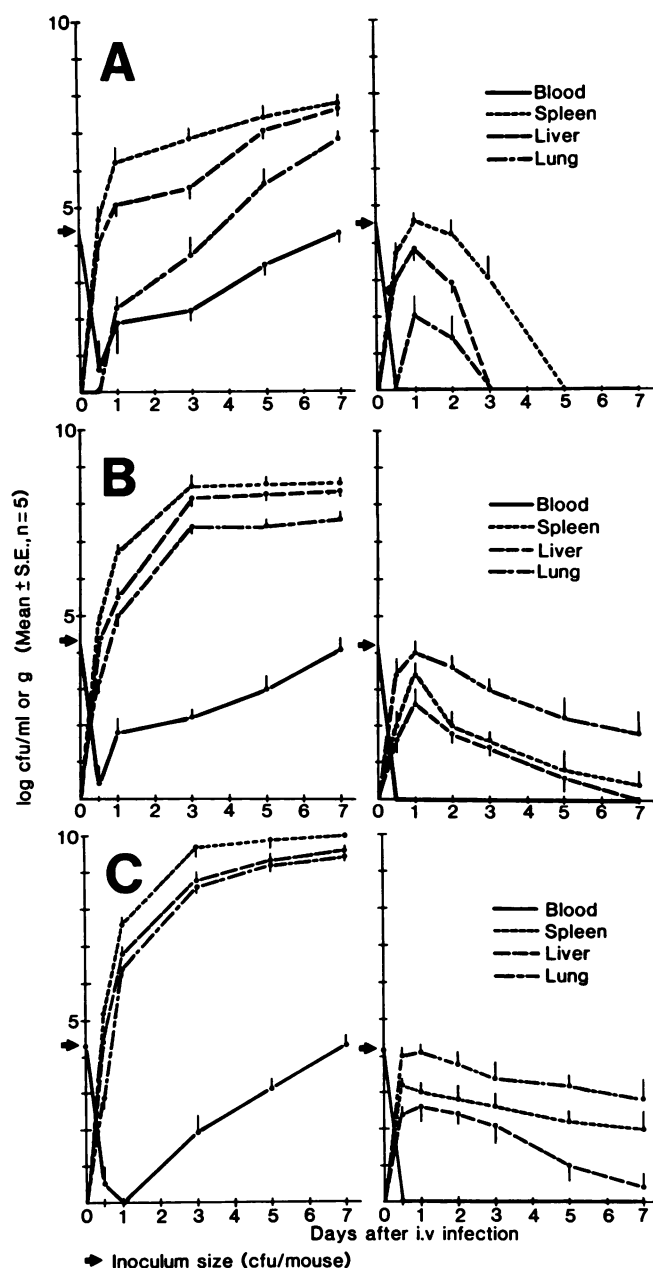 A
10
5
0 1 2 3 4 5 6 7
Blood
Spleen
Liver
Lung
0 1 2 3 4 5 6 7
B
10
5
0 1 2 3 4 5 6 7
Blood
Spleen
Liver
Lung
0 1 2 3 4 5 6 7
log cfu/ml or g (Mean ± S.E., n=5)
C
10
5
0 1 2 3 4 5 6 7
Blood
Spleen
Liver
Lung
0 1 2 3 4 5 6 7
Days after i.v infection
Inoculum size (cfu/mouse)